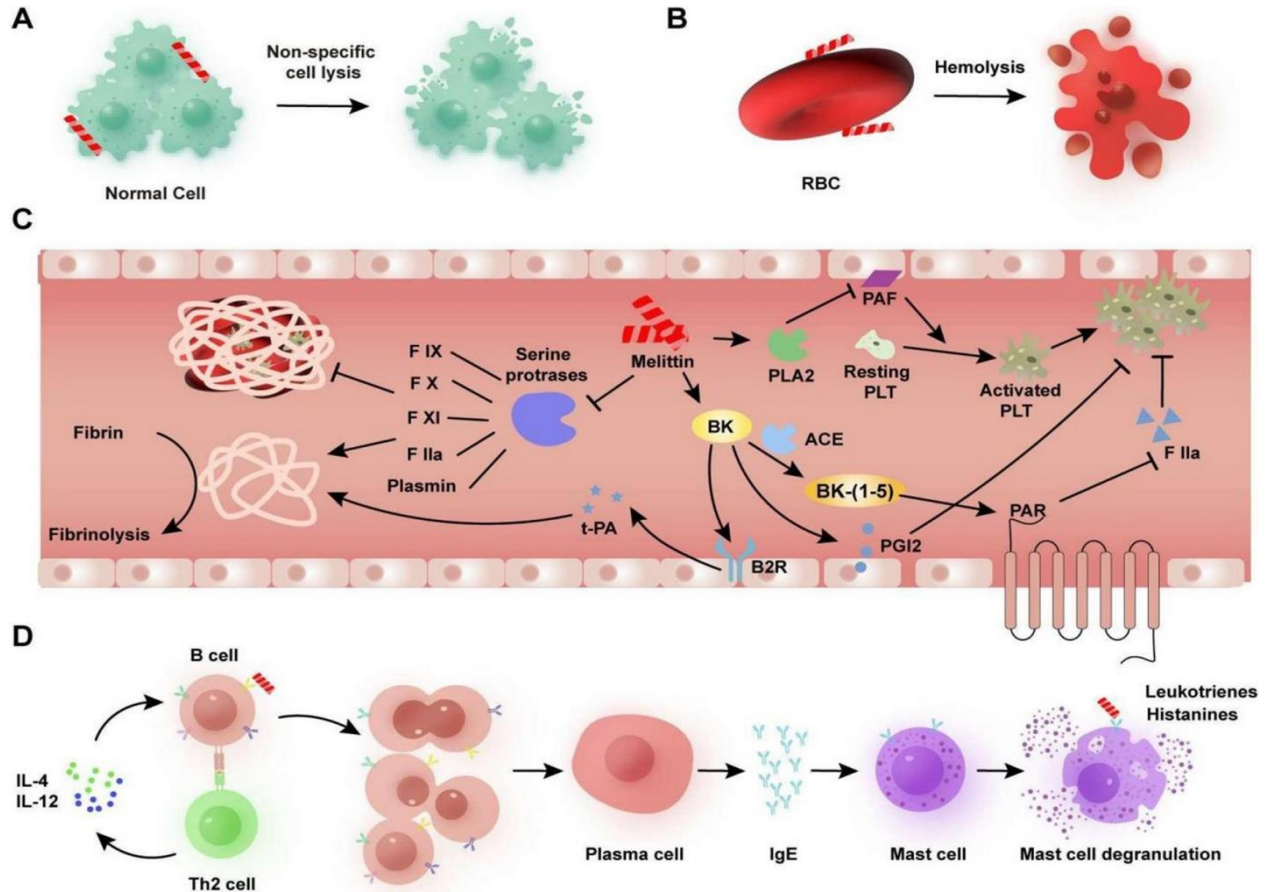 A
Non-specific
cell lysis
Normal Cell
B
Hemolysis
RBC
C
F IX
F X
F XI
F IIa
Plasmin
Serine
protrases
Melittin
PLA2
PAF
Resting
PLT
Activated
PLT
BK
ACE
BK-(1-5)
F IIa
Fibrin
Fibrinolysis
t-PA
B2R
PGI2
PAR
D
B cell
IL-4
IL-12
Th2 cell
Plasma cell
IgE
Mast cell
Leukotrienes
Histanines
Mast cell degranulation